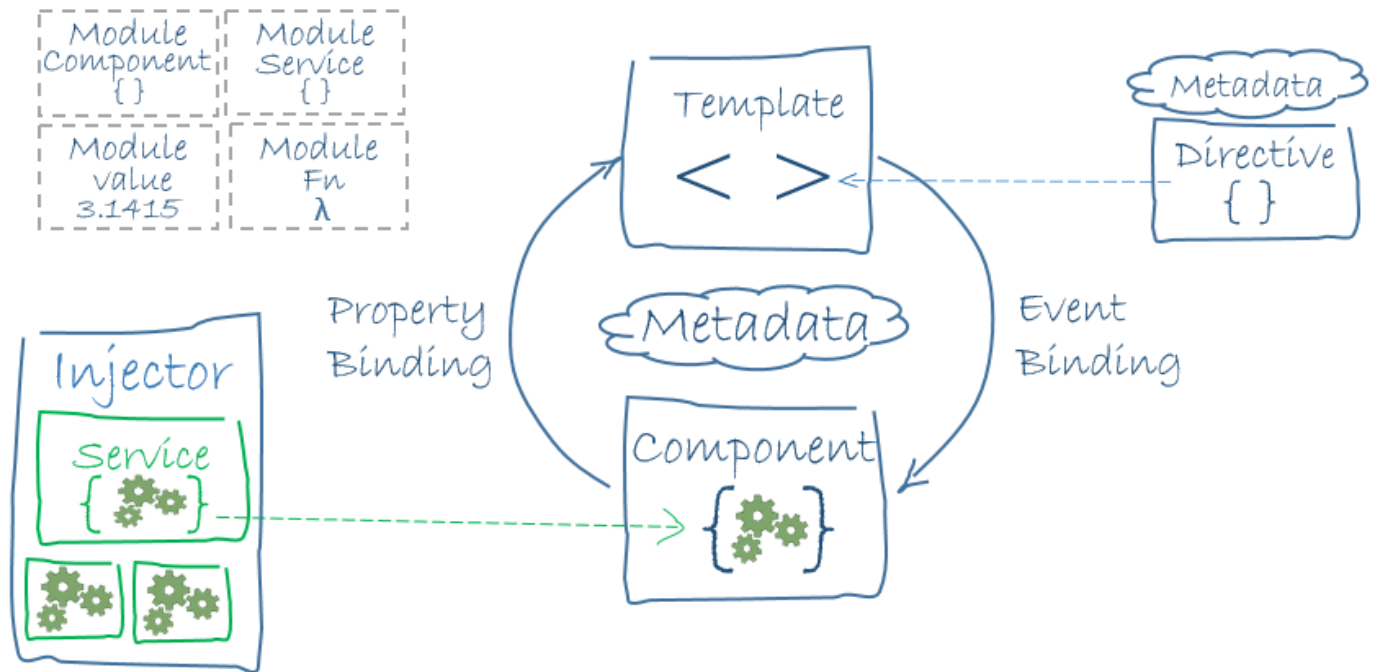 Module
Component
{ }
Module
Service
{ }
Module
value
3.1415
Module
Fn
λ
Template
< >
Metadata
Directive
{ }
Property
Binding
Metadata
Event
Binding
Injector
Service
{ }
Component
{ }